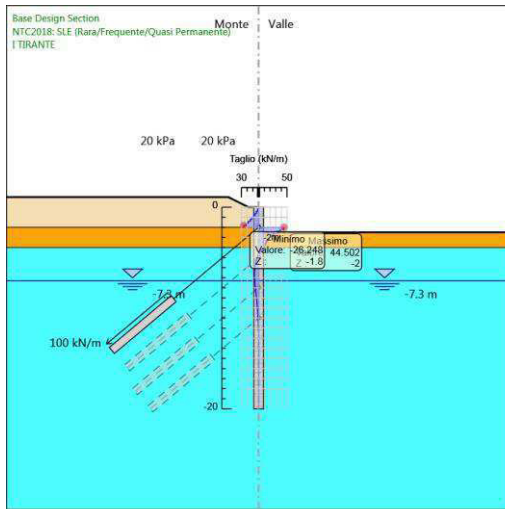 Base Design Section
NTC2018: SLE (Rara/Frequente/Quasi Permanente)
I TIRANTE
Monte
Valle
20 kPa
20 kPa
Taglio (kN/m)
30
50
0
Minimo
Massimo
Valore: -26.248
44.502
Z
-1.8
Z
-2
-7.3 m
-7.3 m
100 kN/m
-20